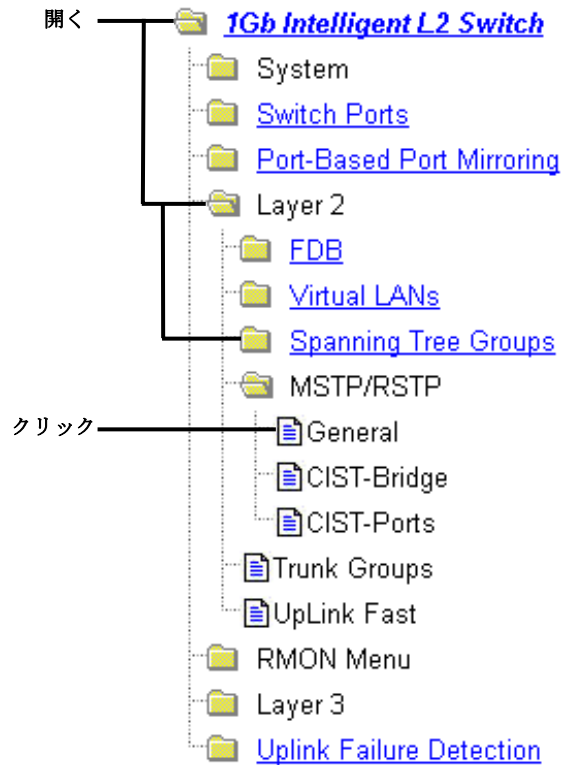 開く
1Gb Intelligent L2 Switch
System
Switch Ports
Port-Based Port Mirroring
Layer 2
FDB
Virtual LANs
Spanning Tree Groups
MSTP/RSTP
クリック
General
CIST-Bridge
CIST-Ports
Trunk Groups
UpLink Fast
RMON Menu
Layer 3
Uplink Failure Detection